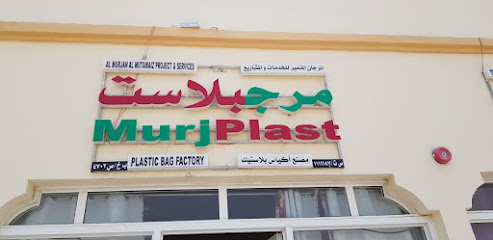 AL MURJAN AL MUTAMAIZ PROJECT & SERVICES
المرجان المتميز للخدمات والمشاريع
مرجبلاست
MurjPlast
PLASTIC BAG FACTORY
مصنع أكياس بلاستيك
س ت